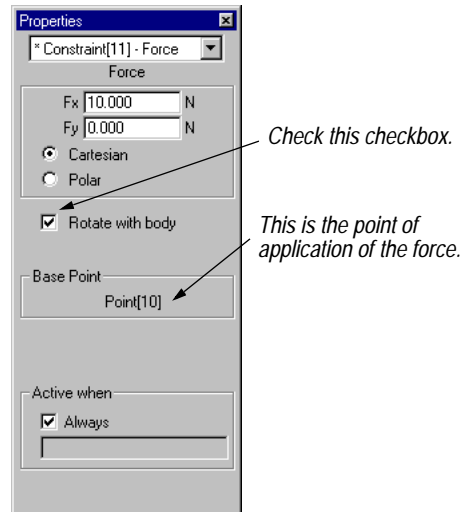 Properties
* Constraint[11] - Force
Force
Fx 10.000 N
Fy 0.000 N
Cartesian
Polar
Check this checkbox.
Rotate with body
This is the point of
application of the force.
Base Point
Point[10]
Active when
Always